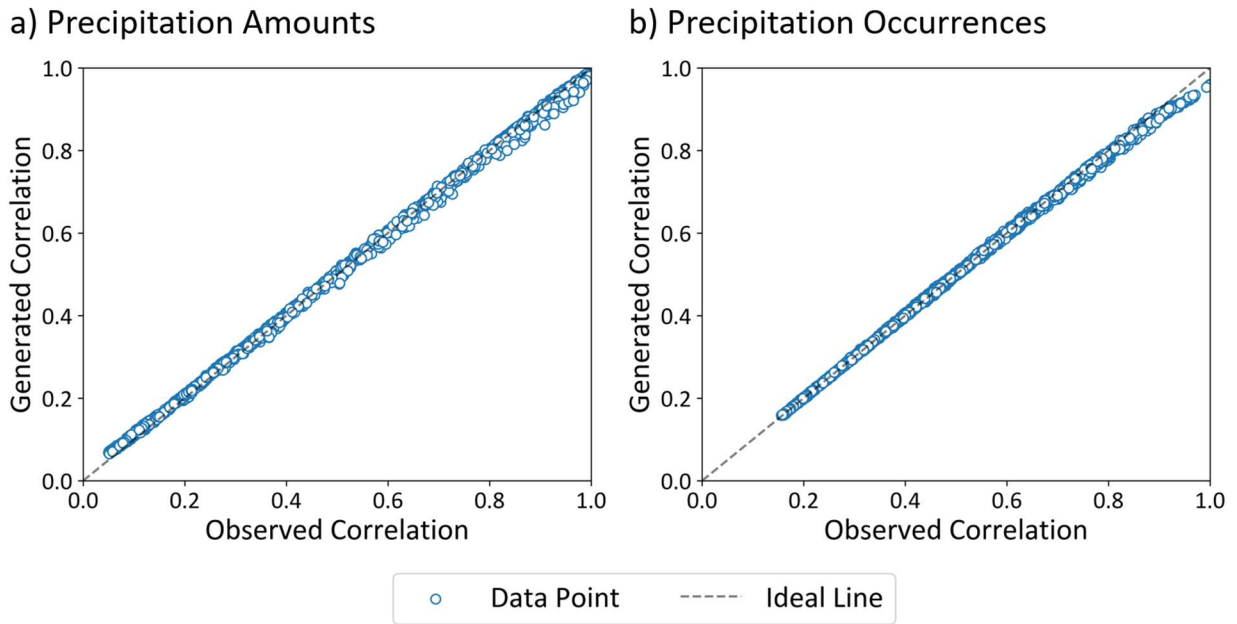 a) Precipitation Amounts
1.0
0.8
0.6
0.4
0.2
0.0
Generated Correlation
0.0 0.2 0.4 0.6 0.8 1.0
Observed Correlation
b) Precipitation Occurrences
1.0
0.8
0.6
0.4
0.2
0.0
Generated Correlation
0.0 0.2 0.4 0.6 0.8 1.0
Observed Correlation
Data Point Ideal Line